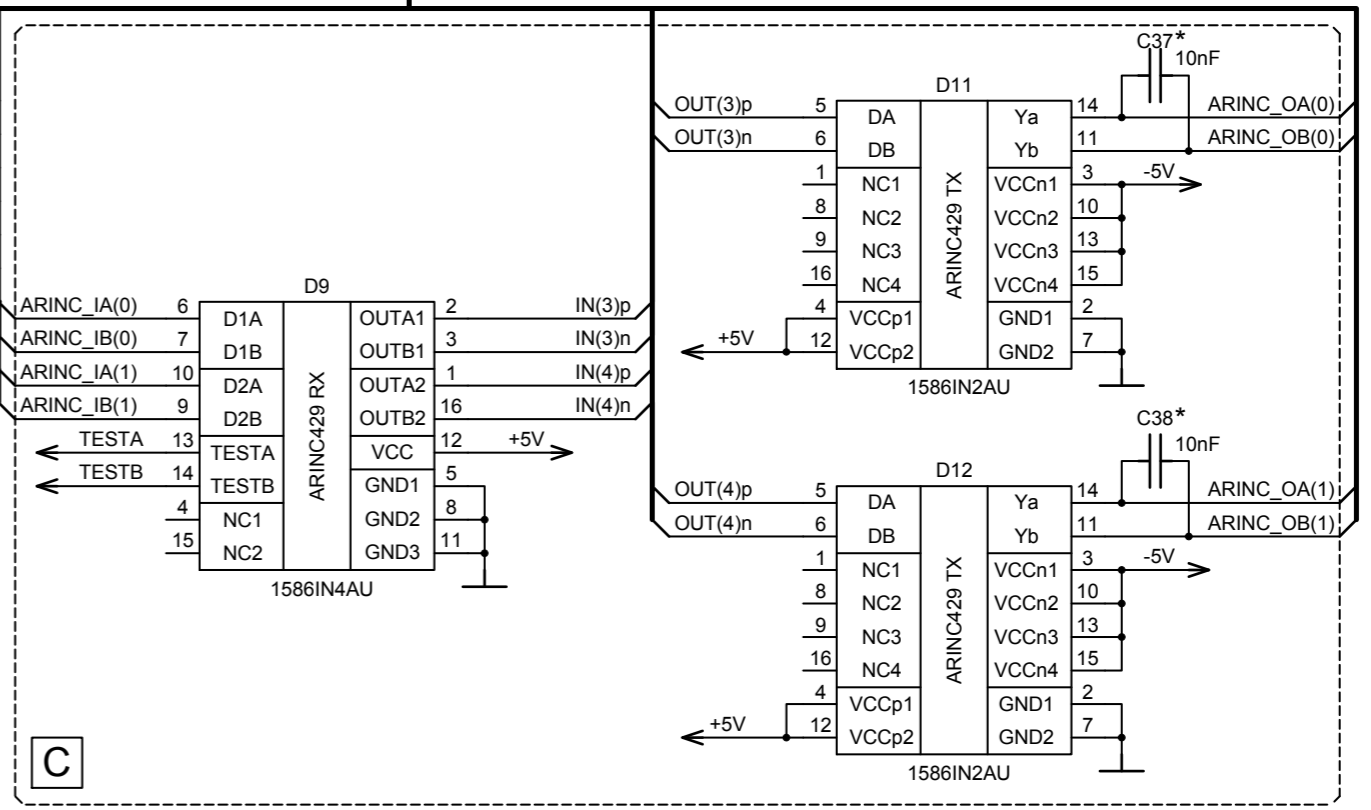 D9
ARINC_IA(0) 6 D1A OUTA1 2 IN(3)p
ARINC_IB(0) 7 D1B OUTB1 3 IN(3)n
ARINC_IA(1) 10 D2A OUTA2 1 IN(4)p
ARINC_IB(1) 9 D2B OUTB2 16 IN(4)n
TESTA 13 TESTA VCC 12 +5V
TESTB 14 TESTB GND1 5
4 NC1 GND2 8
15 NC2 GND3 11
ARINC429 RX
1586IN4AU
C37*
10nF
D11
OUT(3)p 5 DA Ya 14 ARINC_OA(0)
OUT(3)n 6 DB Yb 11 ARINC_OB(0)
1 NC1 VCCn1 3 -5V
8 NC2 VCCn2 10
9 NC3 VCCn3 13
16 NC4 VCCn4 15
4 VCCp1 GND1 2
+5V 12 VCCp2 GND2 7
ARINC429 TX
1586IN2AU
C38*
10nF
D12
OUT(4)p 5 DA Ya 14 ARINC_OA(1)
OUT(4)n 6 DB Yb 11 ARINC_OB(1)
1 NC1 VCCn1 3 -5V
8 NC2 VCCn2 10
9 NC3 VCCn3 13
16 NC4 VCCn4 15
4 VCCp1 GND1 2
+5V 12 VCCp2 GND2 7
ARINC429 TX
1586IN2AU
C